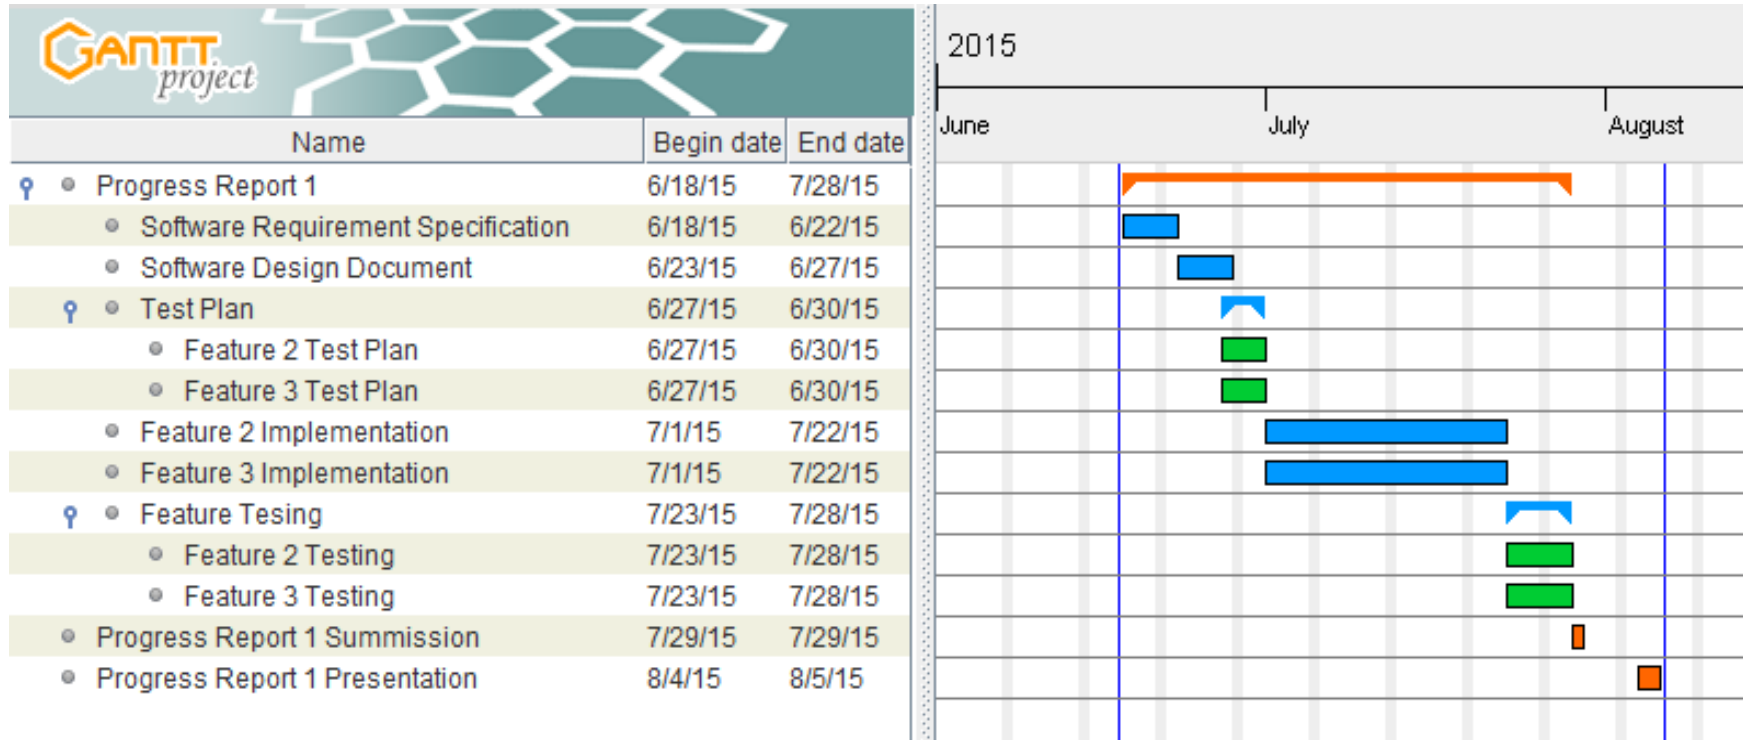 GANTT
project
2015
June July August
Name Begin date End date
Progress Report 1 6/18/15 7/28/15
Software Requirement Specification 6/18/15 6/22/15
Software Design Document 6/23/15 6/27/15
Test Plan 6/27/15 6/30/15
Feature 2 Test Plan 6/27/15 6/30/15
Feature 3 Test Plan 6/27/15 6/30/15
Feature 2 Implementation 7/1/15 7/22/15
Feature 3 Implementation 7/1/15 7/22/15
Feature Tesing 7/23/15 7/28/15
Feature 2 Testing 7/23/15 7/28/15
Feature 3 Testing 7/23/15 7/28/15
Progress Report 1 Summission 7/29/15 7/29/15
Progress Report 1 Presentation 8/4/15 8/5/15